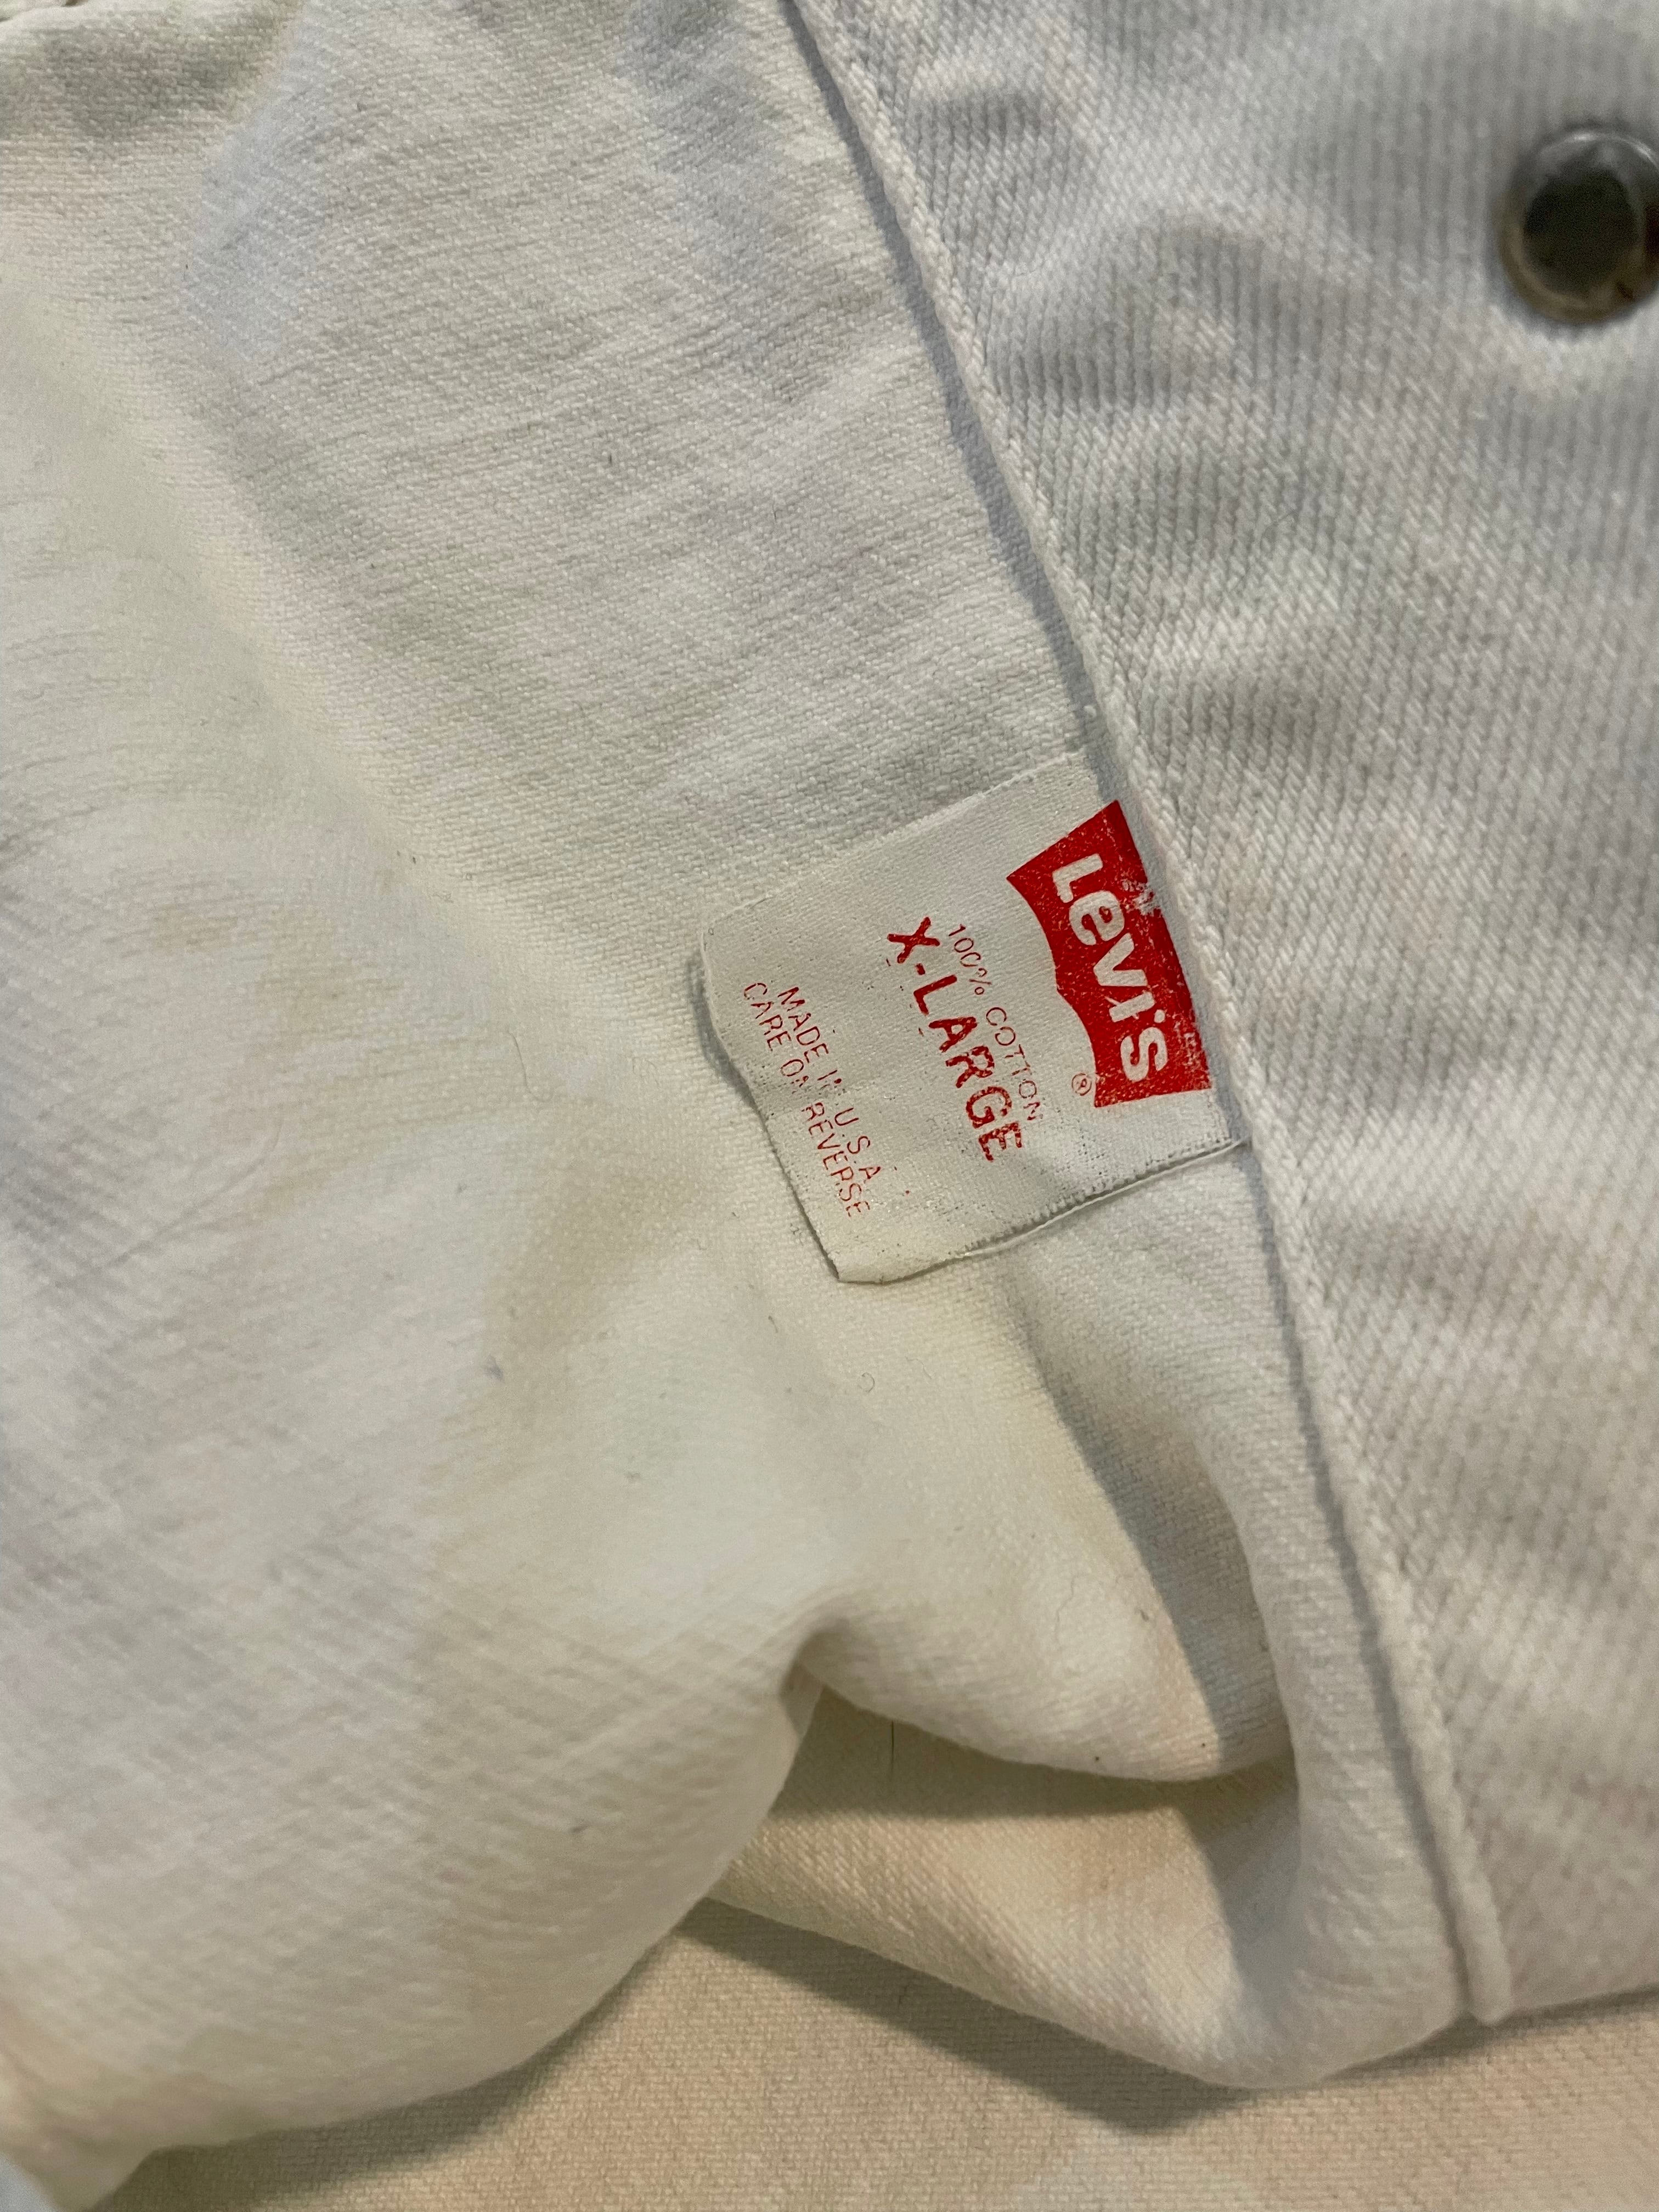 Levi's®
100% COTTON
X-LARGE
MADE IN U.S.A.
CARE ON REVERSE